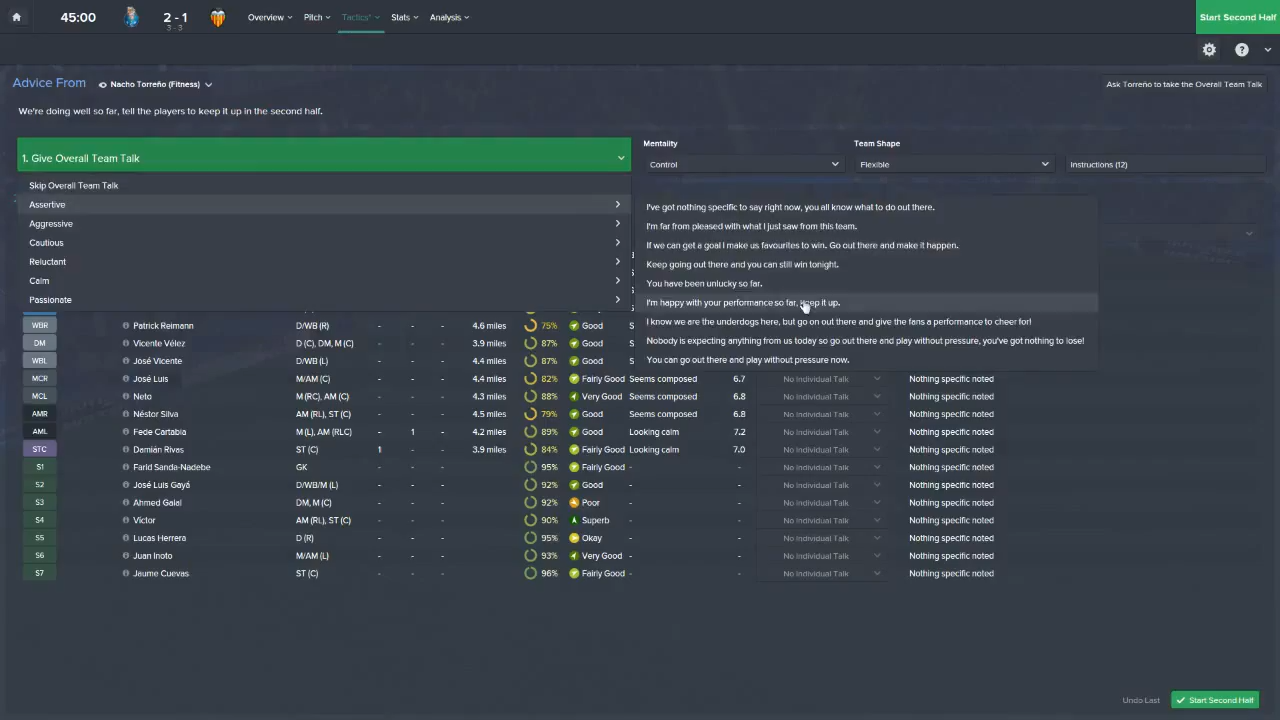 45:00 2 - 1 3 - 3 Overview Pitch Tactics* Stats Analysis Start Second Half
Advice From Nacho Torreño (Fitness) Ask Torreño to take the Overall Team Talk
We're doing well so far, tell the players to keep it up in the second half.
Mentality Team Shape
1. Give Overall Team Talk Control Flexible Instructions (12)
Skip Overall Team Talk
Assertive
Aggressive
Cautious
Reluctant
Calm
Passionate
I've got nothing specific to say right now, you all know what to do out there.
I'm far from pleased with what I just saw from this team.
If we can get a goal I make us favourites to win. Go out there and make it happen.
Keep going out there and you can still win tonight.
You have been unlucky so far.
I'm happy with your performance so far, keep it up.
I know we are the underdogs here, but go on out there and give the fans a performance to cheer for!
Nobody is expecting anything from us today so go out there and play without pressure, you've got nothing to lose!
You can go out there and play without pressure now.
WBR Patrick Reimann D/WB (R) - - - 4.6 miles 75% Good
DM Vicente Vélez D (C), DM, M (C) - - - 3.9 miles 87% Good
WBL José Vicente D/WB (L) - - - 4.4 miles 87% Good
MCR José Luis M/AM (C) - - - 4.4 miles 82% Fairly Good Seems composed 6.7 No Individual Talk Nothing specific noted
MCL Neto M (RC), AM (RLC) - - - 4.3 miles 88% Very Good Seems composed 6.8 No Individual Talk Nothing specific noted
AMR Néstor Silva AM (RL), ST (C) - - - 4.5 miles 79% Good Seems composed 6.8 No Individual Talk Nothing specific noted
AML Fede Cartabia M (L), AM (RLC) - 1 - 4.2 miles 89% Good Looking calm 7.2 No Individual Talk Nothing specific noted
STC Damián Rivas ST (C) 1 - - 3.9 miles 84% Fairly Good Looking calm 7.0 No Individual Talk Nothing specific noted
S1 Farid Sanda-Nadebe GK - - - 95% Fairly Good - - No Individual Talk Nothing specific noted
S2 José Luis Gayá D/WB/M (L) - - - 92% Good - - No Individual Talk Nothing specific noted
S3 Ahmed Galal DM, M (C) - - - 92% Poor - - No Individual Talk Nothing specific noted
S4 Víctor AM (RL), ST (C) - - - 90% Superb - - No Individual Talk Nothing specific noted
S5 Lucas Herrera D (R) - - - 95% Okay - - No Individual Talk Nothing specific noted
S6 Juan Inoto M/AM (L) - - - 93% Very Good - - No Individual Talk Nothing specific noted
S7 Jaume Cuevas ST (C) - - - 96% Fairly Good - - No Individual Talk Nothing specific noted
Undo Last Start Second Half